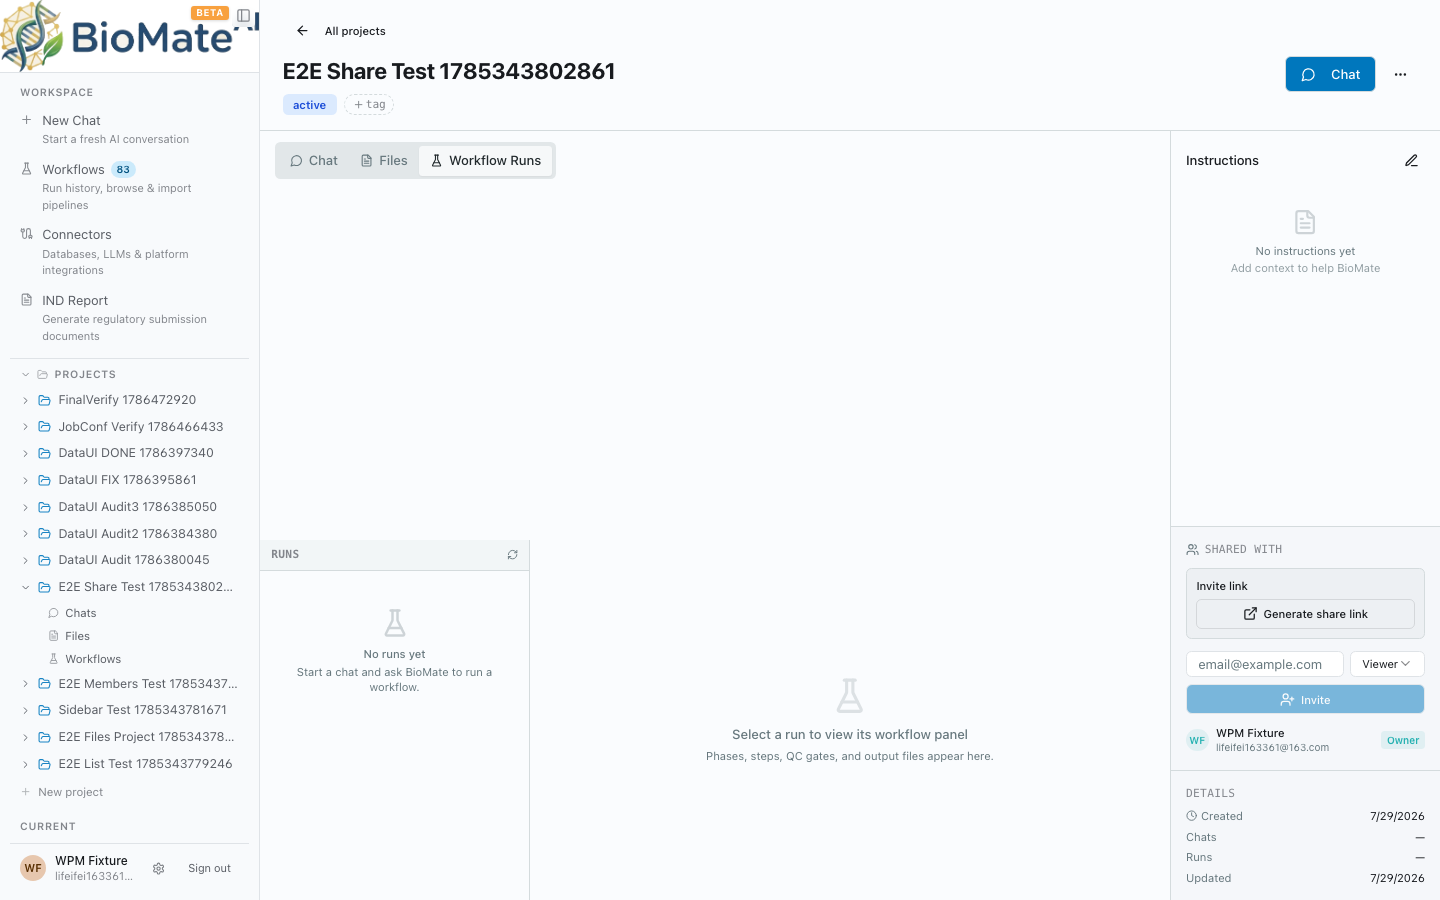 BioMate
BETA
WORKSPACE
New Chat
Start a fresh AI conversation
Workflows 83
Run history, browse & import
pipelines
Connectors
Databases, LLMs & platform
integrations
IND Report
Generate regulatory submission
documents
PROJECTS
FinalVerify 1786472920
JobConf Verify 1786466433
DataUI DONE 1786397340
DataUI FIX 1786395861
DataUI Audit3 1786385050
DataUI Audit2 1786384380
DataUI Audit 1786380045
E2E Share Test 1785343802...
Chats
Files
Workflows
E2E Members Test 17853437...
Sidebar Test 1785343781671
E2E Files Project 178534378...
E2E List Test 1785343779246
New project
CURRENT
WF
WPM Fixture
lifeifei163361...
Sign out
All projects
E2E Share Test 1785343802861
active
+ tag
Chat
Chat
Files
Workflow Runs
RUNS
No runs yet
Start a chat and ask BioMate to run a
workflow.
Select a run to view its workflow panel
Phases, steps, QC gates, and output files appear here.
Instructions
No instructions yet
Add context to help BioMate
SHARED WITH
Invite link
Generate share link
email@example.com
Viewer
Invite
WF
WPM Fixture
lifeifei163361@163.com
Owner
DETAILS
Created 7/29/2026
Chats —
Runs —
Updated 7/29/2026